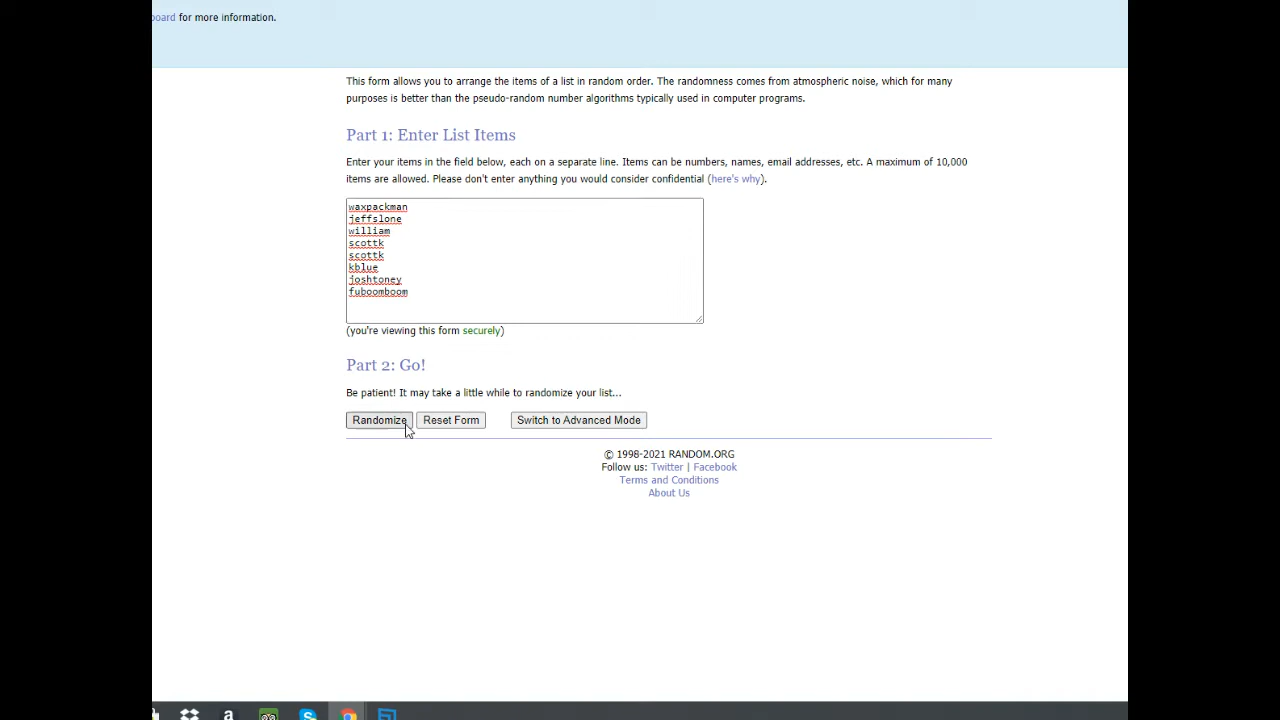 board for more information.
This form allows you to arrange the items of a list in random order. The randomness comes from atmospheric noise, which for many
purposes is better than the pseudo-random number algorithms typically used in computer programs.
Part 1: Enter List Items
Enter your items in the field below, each on a separate line. Items can be numbers, names, email addresses, etc. A maximum of 10,000
items are allowed. Please don't enter anything you would consider confidential (here's why).
waxpackman
jeffslone
william
scottk
scottk
kblue
joshtoney
fuboomboom
(you're viewing this form securely)
Part 2: Go!
Be patient! It may take a little while to randomize your list...
Randomize Reset Form Switch to Advanced Mode
© 1998-2021 RANDOM.ORG
Follow us: Twitter | Facebook
Terms and Conditions
About Us